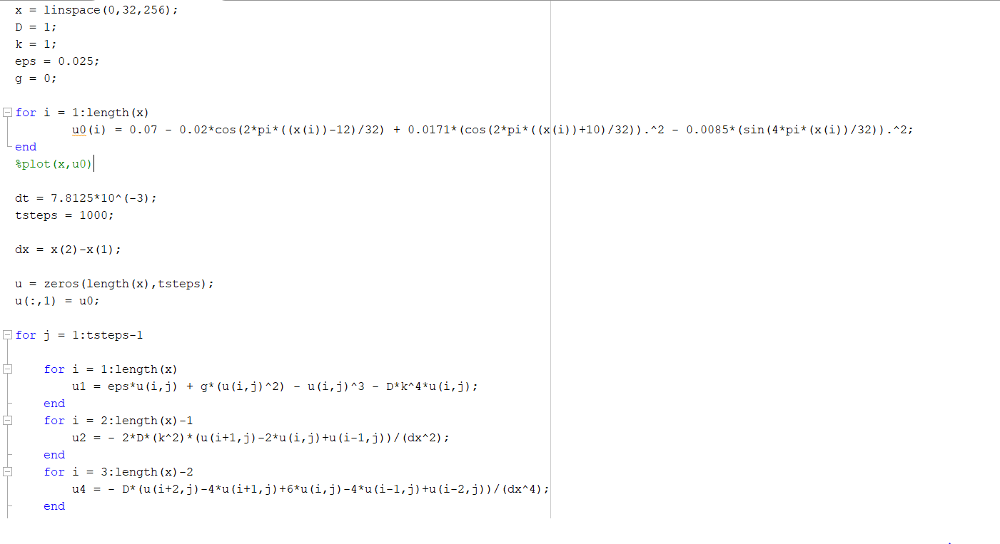 x = linspace(0,32,256);
D = 1;
k = 1;
eps = 0.025;
g = 0;
for i = 1:length(x)
u0(i) = 0.07 - 0.02*cos(2*pi*((x(i))-12)/32) + 0.0171*(cos(2*pi*((x(i))+10)/32)).^2 - 0.0085*(sin(4*pi*(x(i))/32)).^2;
end
%plot(x,u0)
dt = 7.8125*10^(-3);
tsteps = 1000;
dx = x(2)-x(1);
u = zeros(length(x),tsteps);
u(:,1) = u0;
for j = 1:tsteps-1
for i = 1:length(x)
u1 = eps*u(i,j) + g*(u(i,j)^2) - u(i,j)^3 - D*k^4*u(i,j);
end
for i = 2:length(x)-1
u2 = - 2*D*(k^2)*(u(i+1,j)-2*u(i,j)+u(i-1,j))/(dx^2);
end
for i = 3:length(x)-2
u4 = - D*(u(i+2,j)-4*u(i+1,j)+6*u(i,j)-4*u(i-1,j)+u(i-2,j))/(dx^4);
end